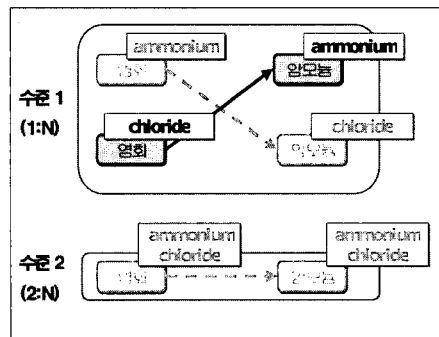 ammonium
ammonium
암모늄
수준 1
(1:N)
chloride
chloride
염화
ammonium
chloride
ammonium
chloride
수준 2
(2:N)